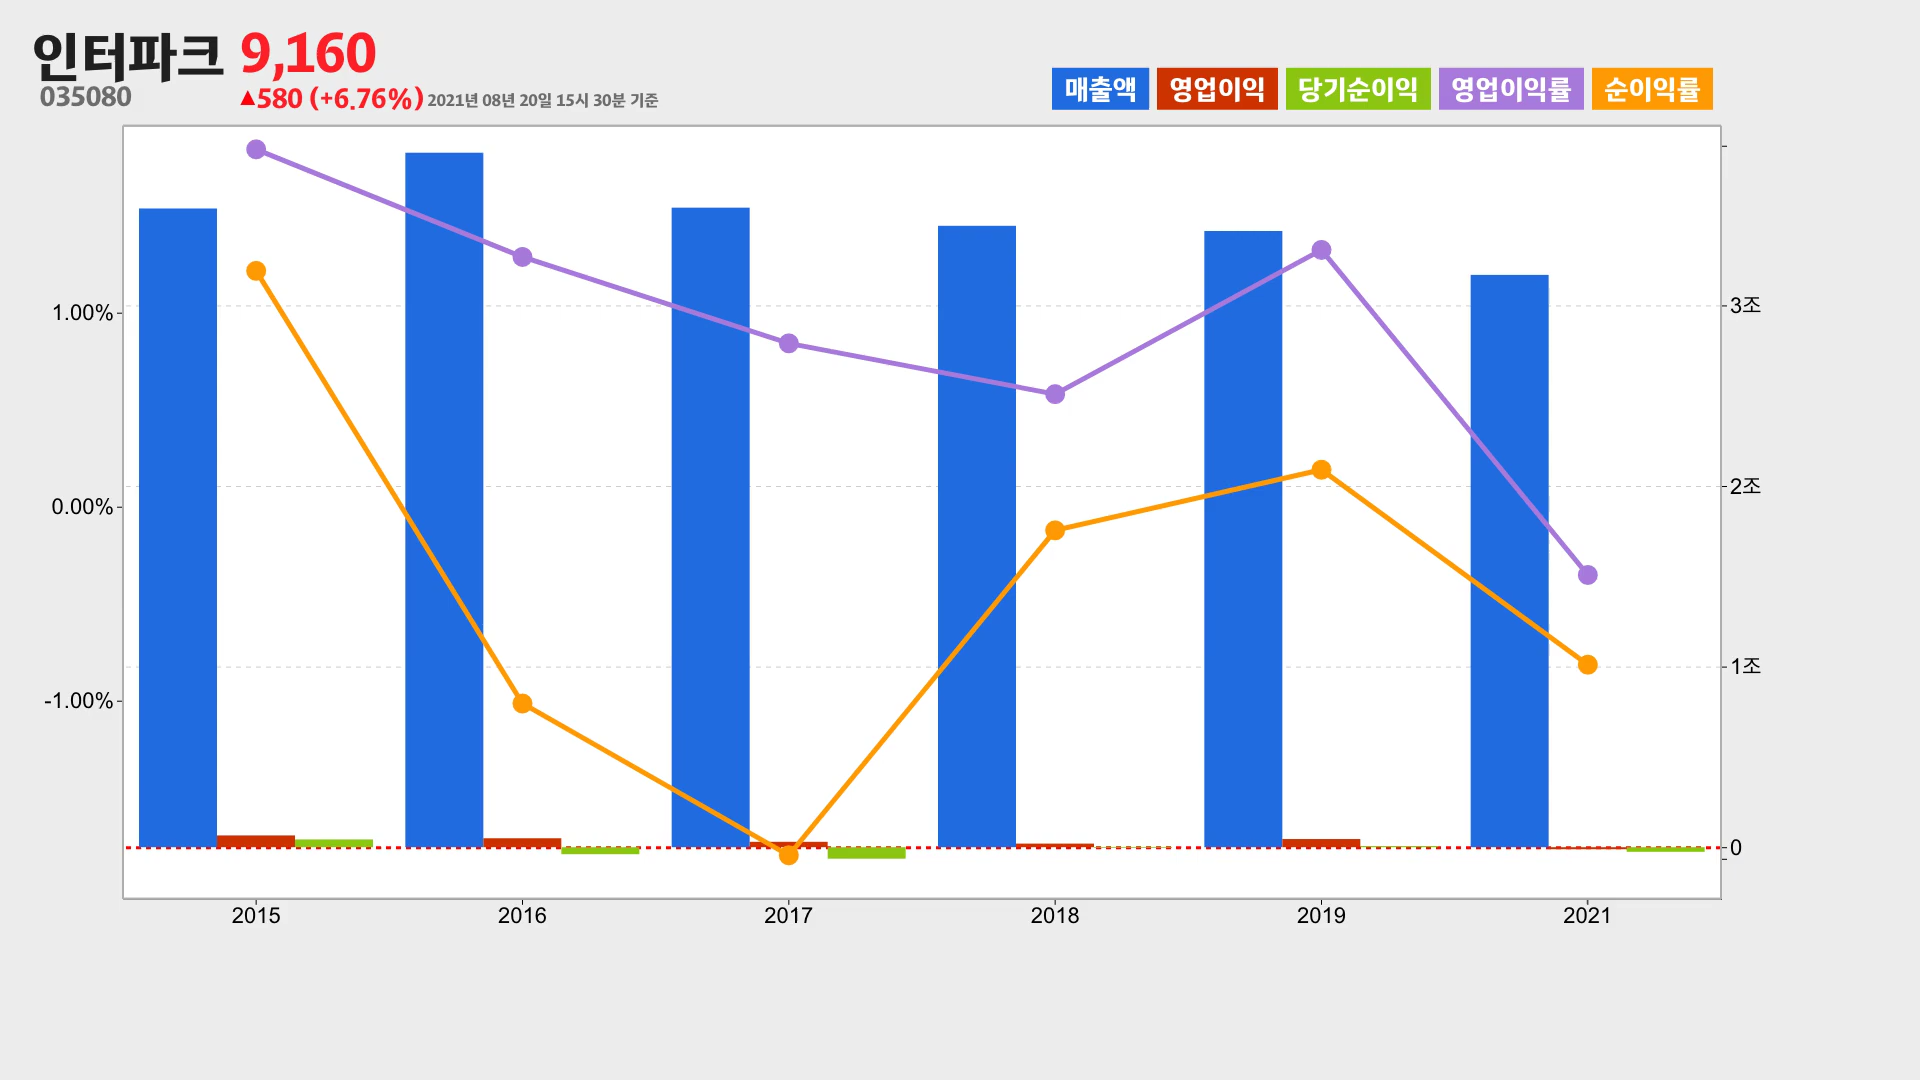 인터파크 9,160
035080 ▲580 (+6.76%) 2021년 08년 20일 15시 30분 기준
매출액 영업이익 당기순이익 영업이익률 순이익률
1.00%
0.00%
-1.00%
3조
2조
1조
0
2015 2016 2017 2018 2019 2021